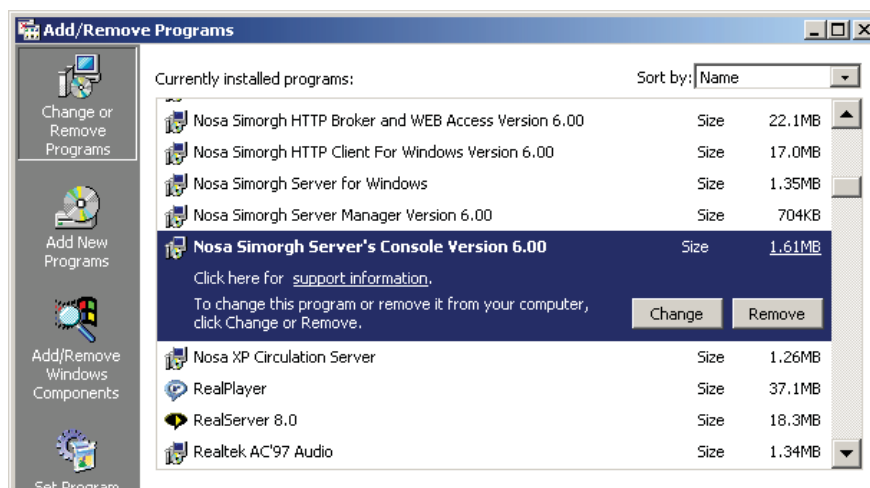 Add/Remove Programs
Change or
Remove
Programs
Add New
Programs
Add/Remove
Windows
Components
Set Program
Currently installed programs:
Sort by: Name
Nosa Simorgh HTTP Broker and WEB Access Version 6.00 Size 22.1MB
Nosa Simorgh HTTP Client For Windows Version 6.00 Size 17.0MB
Nosa Simorgh Server for Windows Size 1.35MB
Nosa Simorgh Server Manager Version 6.00 Size 704KB
Nosa Simorgh Server's Console Version 6.00 Size 1.61MB
Click here for support information.
To change this program or remove it from your computer,
click Change or Remove.
Change Remove
Nosa XP Circulation Server Size 1.26MB
RealPlayer Size 37.1MB
RealServer 8.0 Size 18.3MB
Realtek AC'97 Audio Size 1.34MB